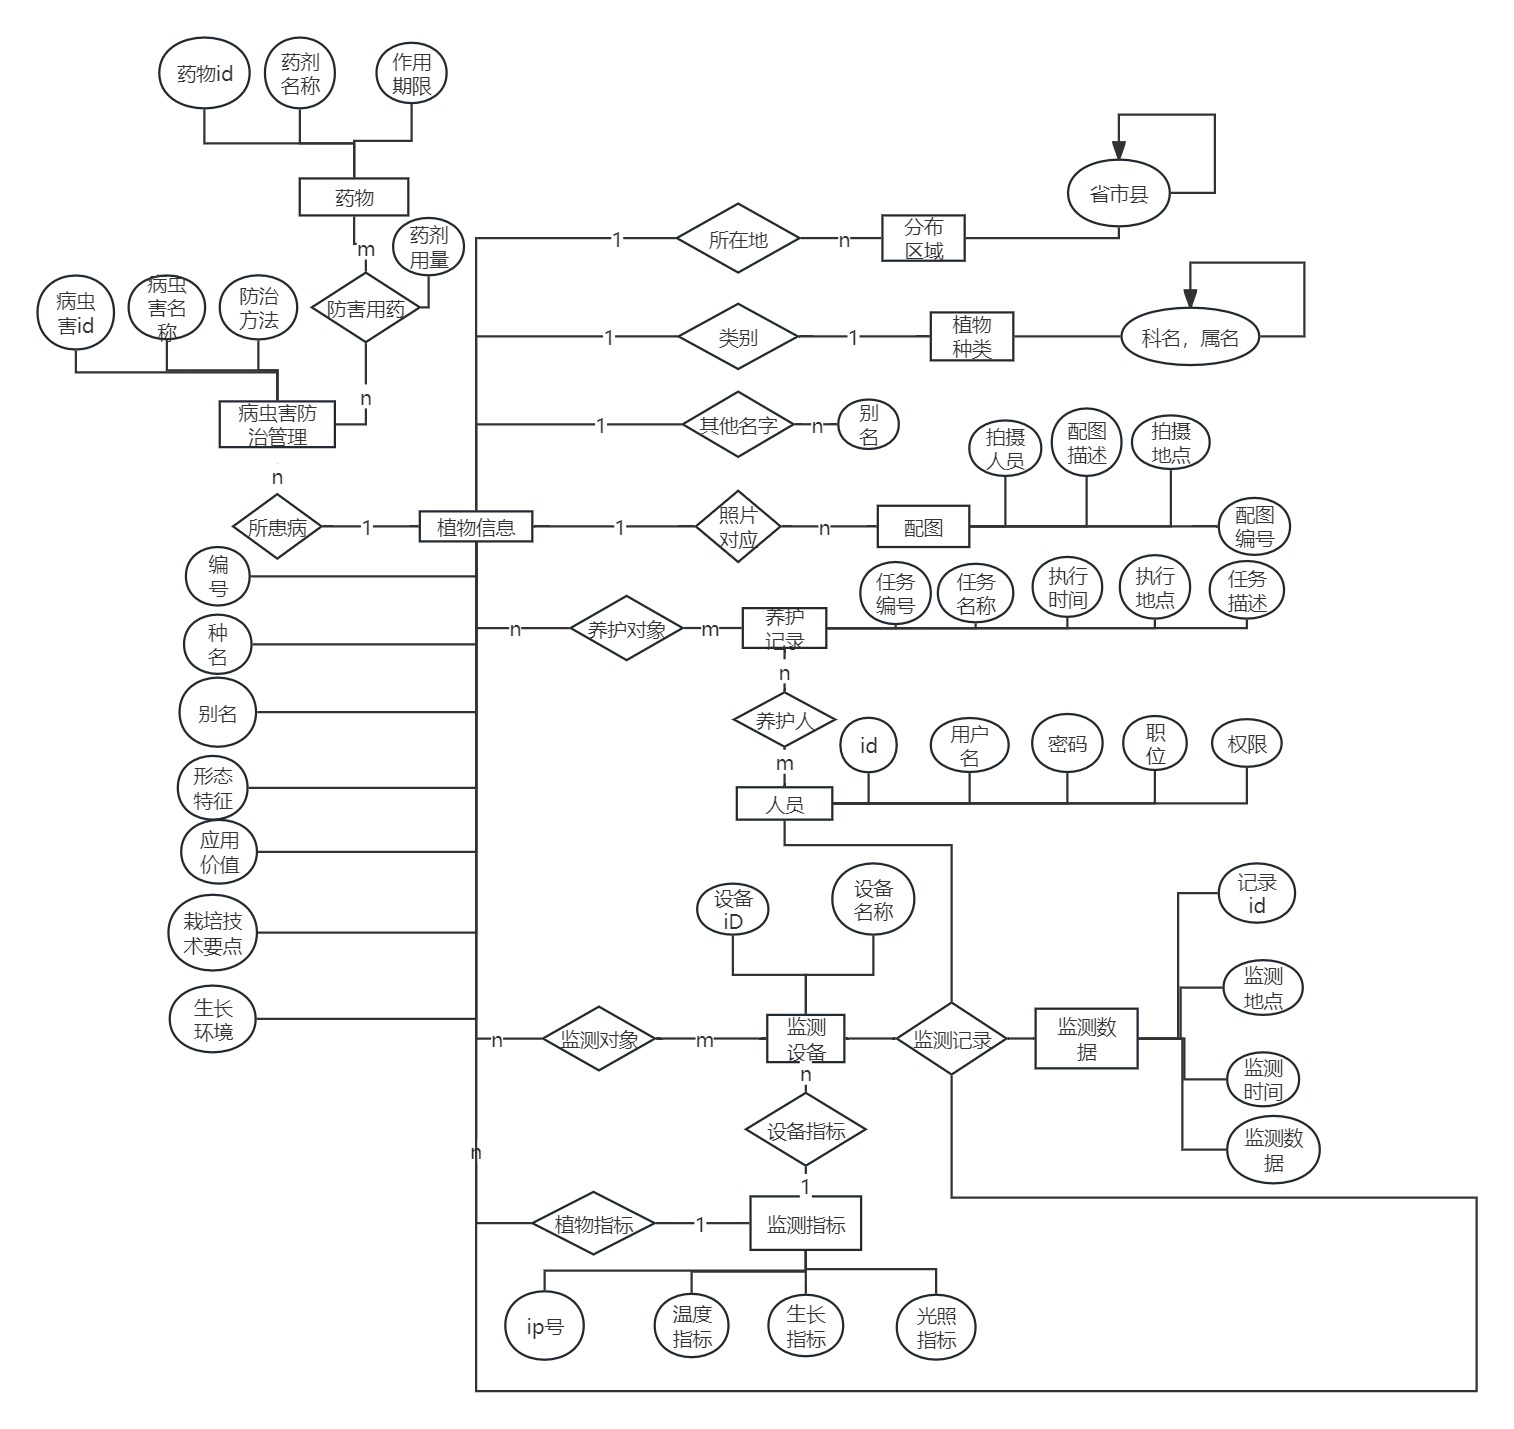 药物id
药剂
名称
作用
期限
药物
m
药剂
用量
病虫
害id
病虫
害名
称
防治
方法
防害用药
n
病虫害防
治管理
n
所患病
1
植物信息
编
号
种
名
别名
形态
特征
应用
价值
栽培技
术要点
生长
环境
1
所在地
n
分布
区域
省市县
1
类别
1
植物
种类
科名，属名
1
其他名字
n
别
名
1
照片
对应
n
配图
拍摄
人员
配图
描述
拍摄
地点
配图
编号
n
养护对象
m
养护
记录
任务
编号
任务
名称
执行
时间
执行
地点
任务
描述
n
养护人
m
人员
id
用户
名
密码
职
位
权限
设备
iD
设备
名称
n
监测对象
m
监测
设备
监测记录
监测数
据
记录
id
监测
地点
监测
时间
监测数
据
n
设备指标
1
n
植物指标
1
监测指标
ip号
温度
指标
生长
指标
光照
指标